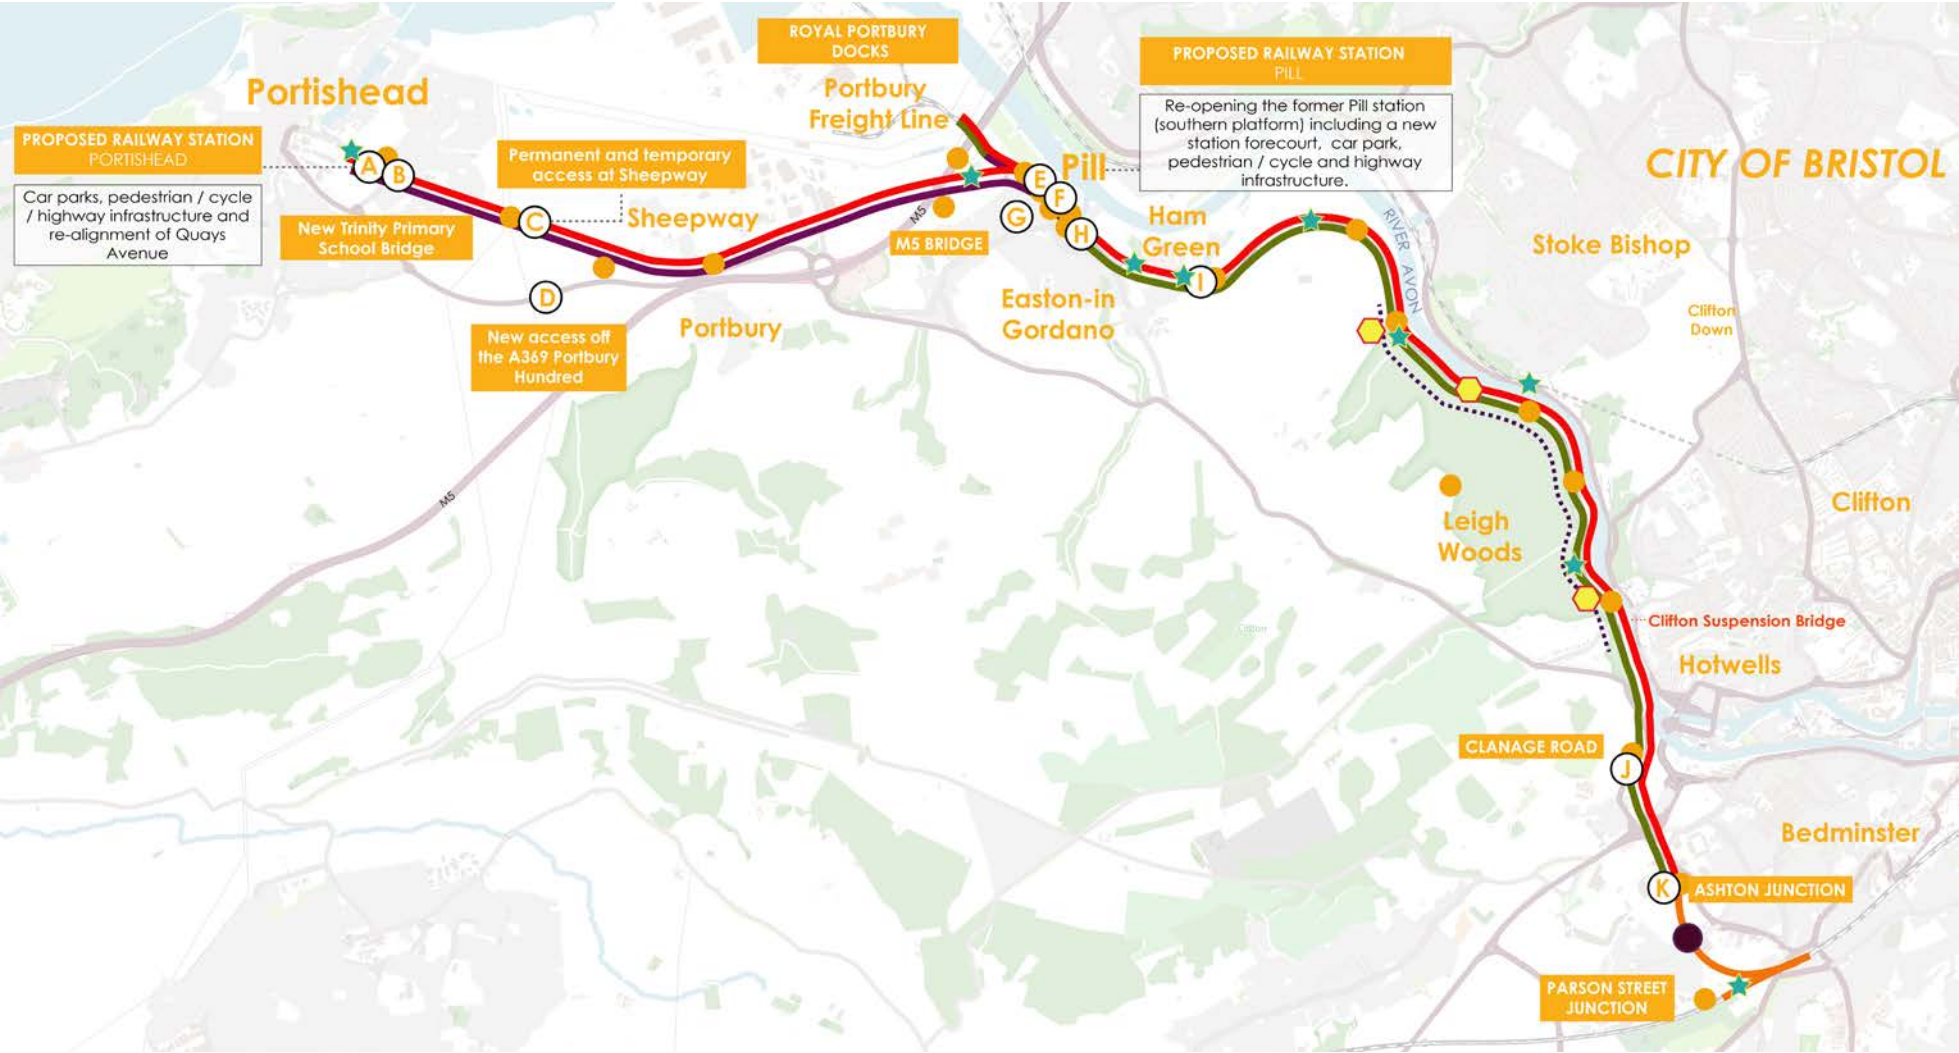 ROYAL PORTBURY
DOCKS
Portbury
Freight Line
PROPOSED RAILWAY STATION
PILL
Re-opening the former Pill station
(southern platform) including a new
station forecourt, car park,
pedestrian / cycle and highway
infrastructure.
Portishead
PROPOSED RAILWAY STATION
PORTISHEAD
Car parks, pedestrian / cycle
/ highway infrastructure and
re-alignment of Quays
Avenue
A
B
New Trinity Primary
School Bridge
Permanent and temporary
access at Sheepway
C
Sheepway
D
New access off
the A369 Portbury
Hundred
Portbury
M5
M5
M5 BRIDGE
E
Pill
F
G
H
Ham
Green
I
Easton-in
Gordano
RIVER AVON
CITY OF BRISTOL
Stoke Bishop
Clifton
Down
Clifton
Leigh
Woods
Clifton
Clifton Suspension Bridge
Hotwells
CLANAGE ROAD
J
Bedminster
K
ASHTON JUNCTION
PARSON STREET
JUNCTION